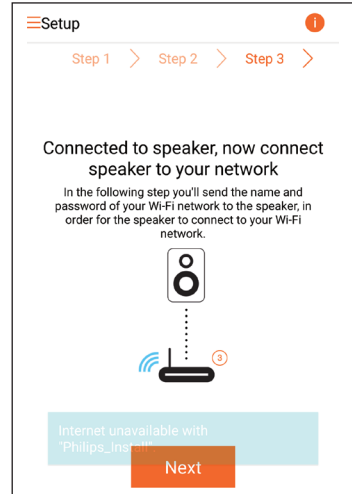 Setup
i
Step 1 > Step 2 > Step 3 >
Connected to speaker, now connect
speaker to your network
In the following step you'll send the name and
password of your Wi-Fi network to the speaker, in
order for the speaker to connect to your Wi-Fi
network.
3
Internet unavailable with
"Philips_Install"
Next